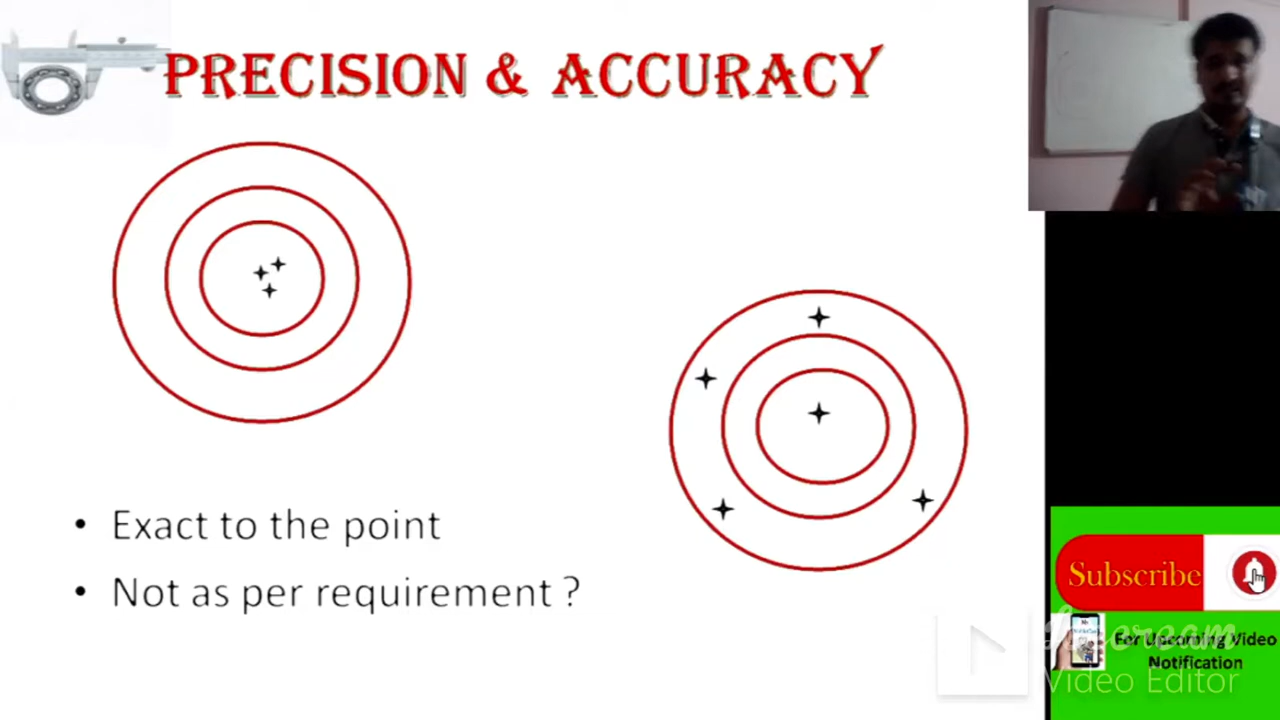 PRECISION & ACCURACY
• Exact to the point
• Not as per requirement ?
Subscribe
For Upcoming Video
Notification
Video Editor